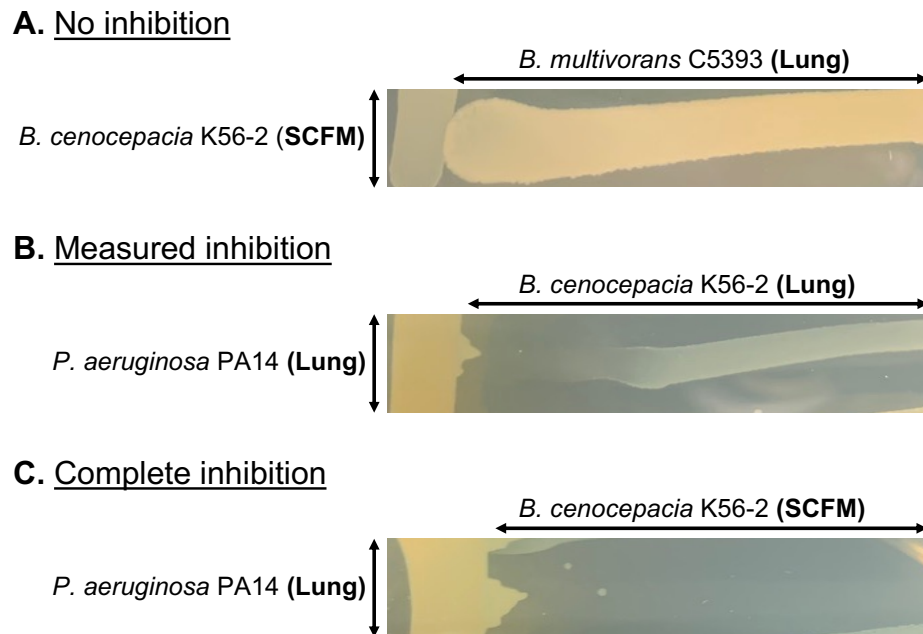 A. No inhibition
B. multivorans C5393 (Lung)
B. cenocepacia K56-2 (SCFM)
B. Measured inhibition
B. cenocepacia K56-2 (Lung)
P. aeruginosa PA14 (Lung)
C. Complete inhibition
B. cenocepacia K56-2 (SCFM)
P. aeruginosa PA14 (Lung)